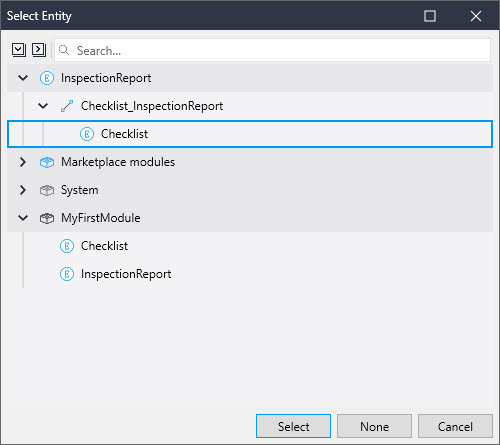 Select Entity
Search...
InspectionReport
Checklist_InspectionReport
Checklist
Marketplace modules
System
MyFirstModule
Checklist
InspectionReport
Select None Cancel